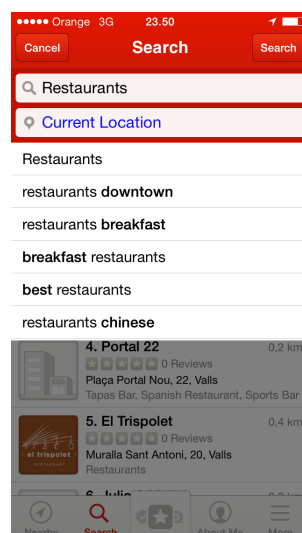 Orange 3G 23.50
Cancel Search Search
Restaurants
Current Location
Restaurants
restaurants downtown
restaurants breakfast
breakfast restaurants
best restaurants
restaurants chinese
4. Portal 22 0,2 km
0 Reviews
Plaça Portal Nou, 22, Valls
Tapas Bar, Spanish Restaurant, Sports Bar
5. El Trispolet 0,4 km
el trispolet
RESTAURANT
0 Reviews
Muralla Sant Antoni, 20, Valls
Restaurants
Nearby Search About Me More